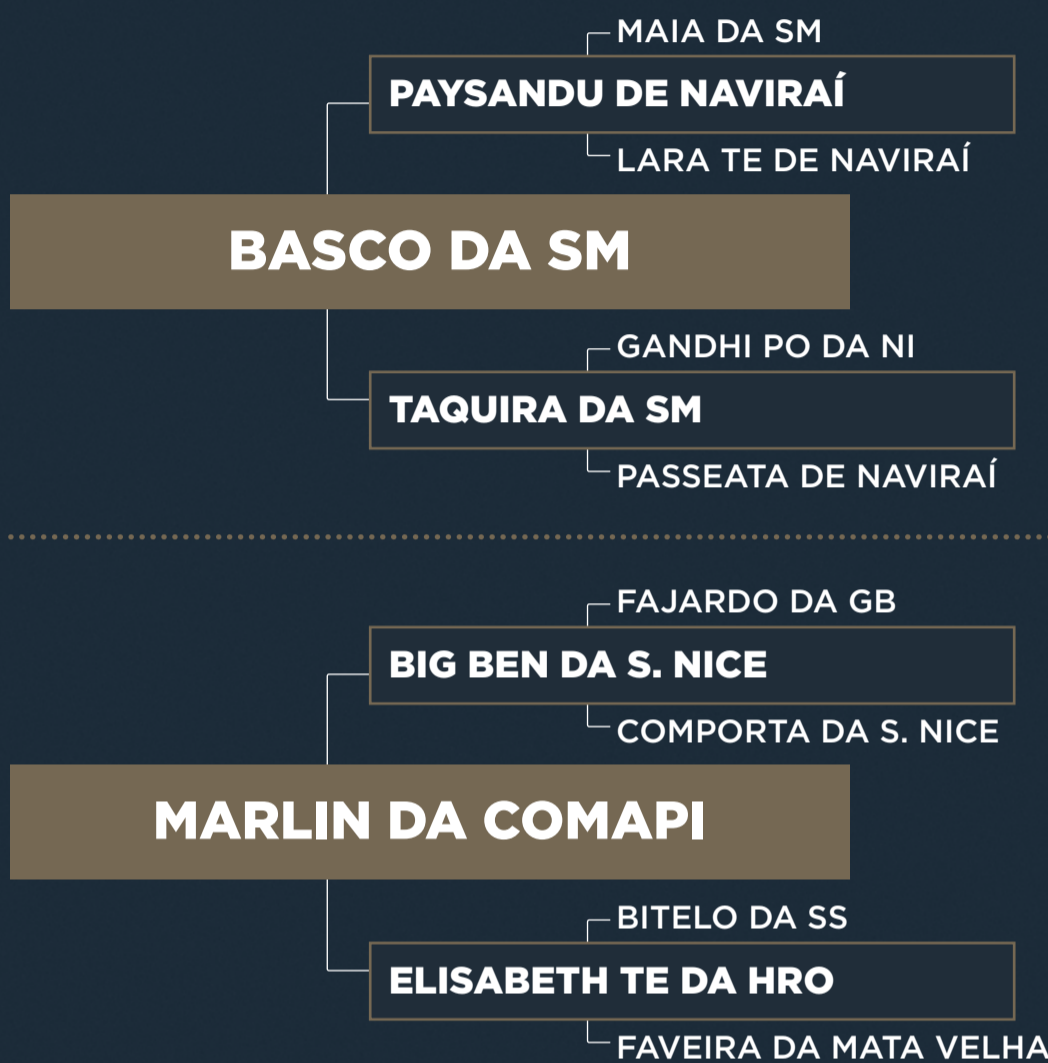 MAIA DA SM
PAYSANDU DE NAVIRAÍ
LARA TE DE NAVIRAÍ
BASCO DA SM
GANDHI PO DA NI
TAQUIRA DA SM
PASSEATA DE NAVIRAÍ
FAJARDO DA GB
BIG BEN DA S. NICE
COMPORTA DA S. NICE
MARLIN DA COMAPI
BITELO DA SS
ELISABETH TE DA HRO
FAVEIRA DA MATA VELHA